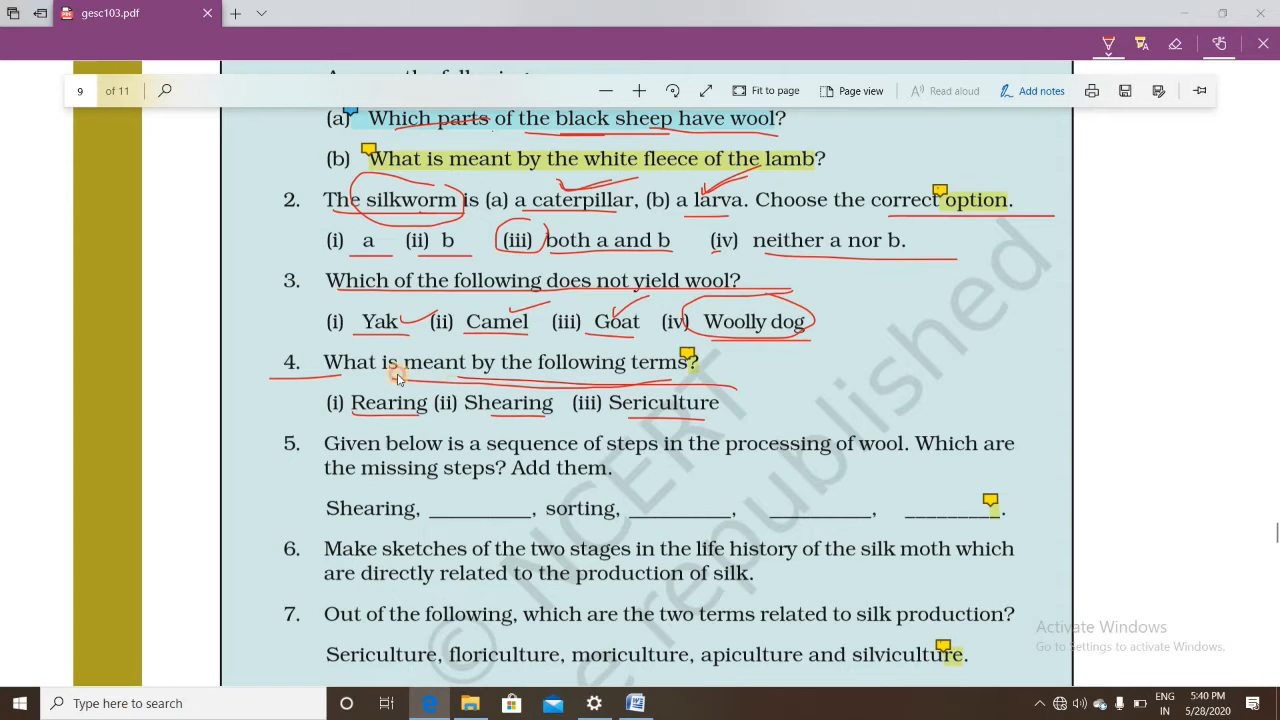 gesc103.pdf
9 of 11
Fit to page
Page view
Read aloud
Add notes
(a) Which parts of the black sheep have wool?
(b) What is meant by the white fleece of the lamb?
2. The silkworm is (a) a caterpillar, (b) a larva. Choose the correct option.
(i) a (ii) b (iii) both a and b (iv) neither a nor b.
3. Which of the following does not yield wool?
(i) Yak (ii) Camel (iii) Goat (iv) Woolly dog
4. What is meant by the following terms?
(i) Rearing (ii) Shearing (iii) Sericulture
5. Given below is a sequence of steps in the processing of wool. Which are
the missing steps? Add them.
Shearing, __________, sorting, __________, __________, __________.
6. Make sketches of the two stages in the life history of the silk moth which
are directly related to the production of silk.
7. Out of the following, which are the two terms related to silk production?
Sericulture, floriculture, moriculture, apiculture and silviculture.
© NCERT
republished
Activate Windows
Go to Settings to activate Windows.
Type here to search
ENG
IN
5:40 PM
5/28/2020